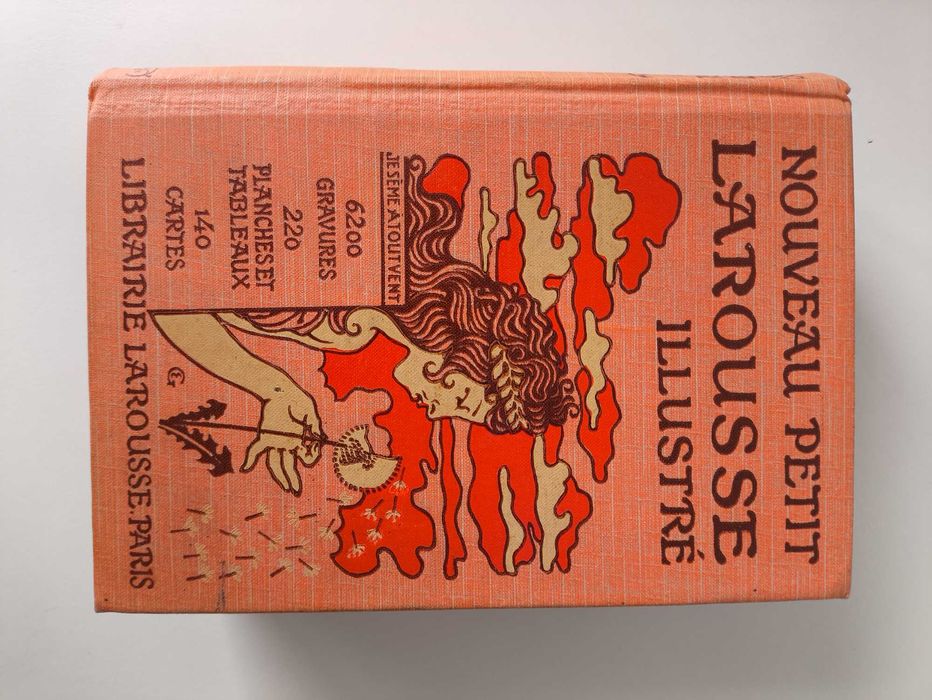 NOUVEAU PETIT
LAROUSSE
ILLUSTRÉ
JE SÈME À TOUT VENT
6200
GRAVURES
220
PLANCHES ET
TABLEAUX
140
CARTES
LIBRAIRIE LAROUSSE. PARIS